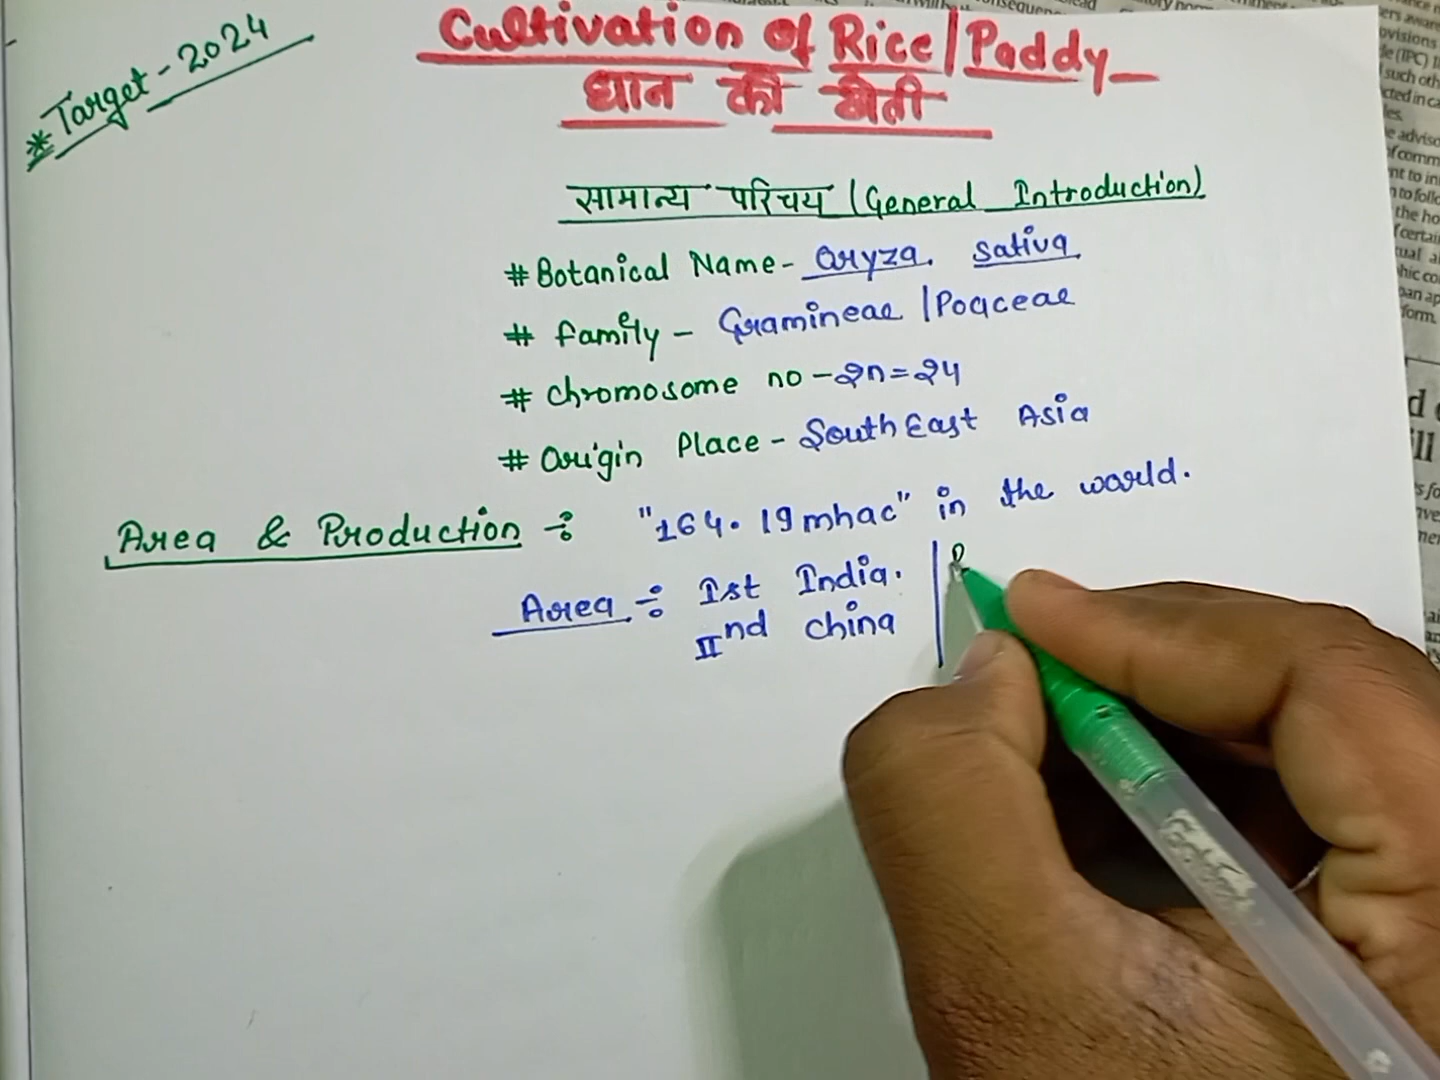 * Target - 2024
Cultivation of Rice/Paddy
धान की खेती
सामान्य परिचय (General Introduction)
# Botanical Name - Oryza. Sativa
# family - Gramineae / Poaceae
# Chromosome no - 2n = 24
# Origin Place - South East Asia
Area & Production ÷ "164.19 mhac" in the world.
Area ÷ Ist India.
IInd China